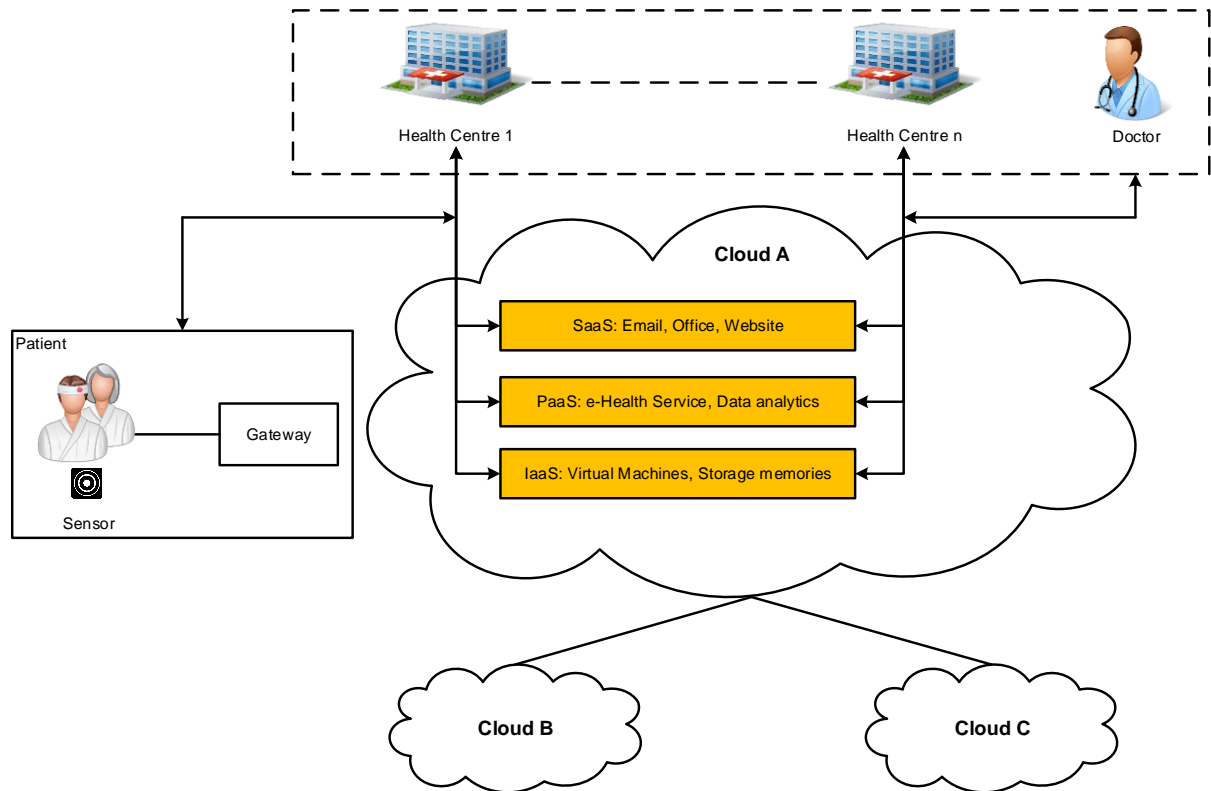 Health Centre 1
Health Centre n
Doctor
Cloud A
SaaS: Email, Office, Website
Patient
PaaS: e-Health Service, Data analytics
Gateway
IaaS: Virtual Machines, Storage memories
Sensor
Cloud B
Cloud C